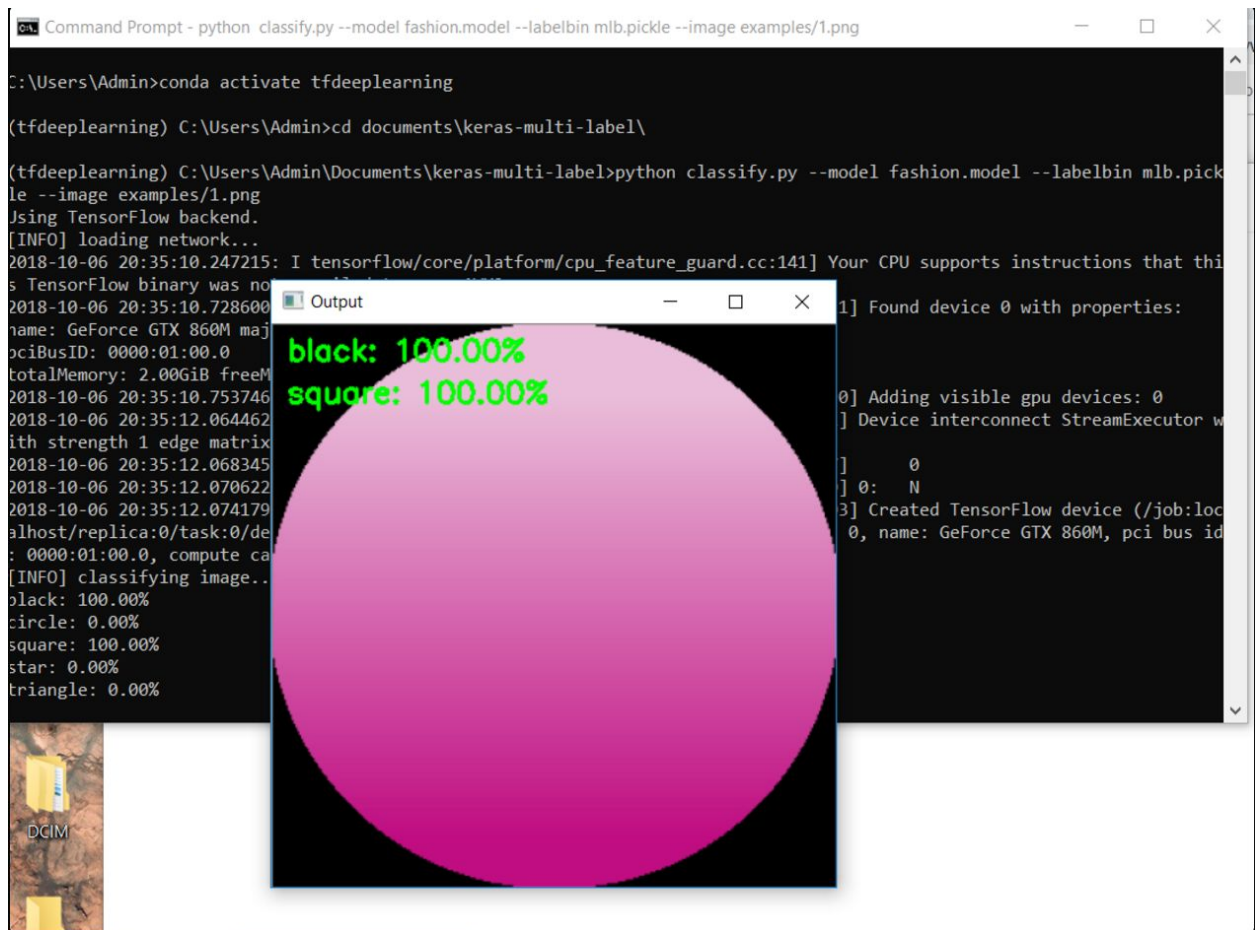 Command Prompt - python classify.py --model fashion.model --labelbin mlb.pickle --image examples/1.png
C:\Users\Admin>conda activate tfdeeplearning
(tfdeeplearning) C:\Users\Admin>cd documents\keras-multi-label\
(tfdeeplearning) C:\Users\Admin\Documents\keras-multi-label>python classify.py --model fashion.model --labelbin mlb.pick
le --image examples/1.png
Using TensorFlow backend.
[INFO] loading network...
2018-10-06 20:35:10.247215: I tensorflow/core/platform/cpu_feature_guard.cc:141] Your CPU supports instructions that thi
s TensorFlow binary was no
2018-10-06 20:35:10.728600 1] Found device 0 with properties:
name: GeForce GTX 860M maj
pciBusID: 0000:01:00.0
totalMemory: 2.00GiB freeM
2018-10-06 20:35:10.753746 0] Adding visible gpu devices: 0
2018-10-06 20:35:12.064462 ] Device interconnect StreamExecutor w
ith strength 1 edge matrix
2018-10-06 20:35:12.068345 ] 0
2018-10-06 20:35:12.070622 ] 0: N
2018-10-06 20:35:12.074179 3] Created TensorFlow device (/job:loc
alhost/replica:0/task:0/de 0, name: GeForce GTX 860M, pci bus id
: 0000:01:00.0, compute ca
[INFO] classifying image..
black: 100.00%
circle: 0.00%
square: 100.00%
star: 0.00%
triangle: 0.00%
Output
black: 100.00%
square: 100.00%
DCIM